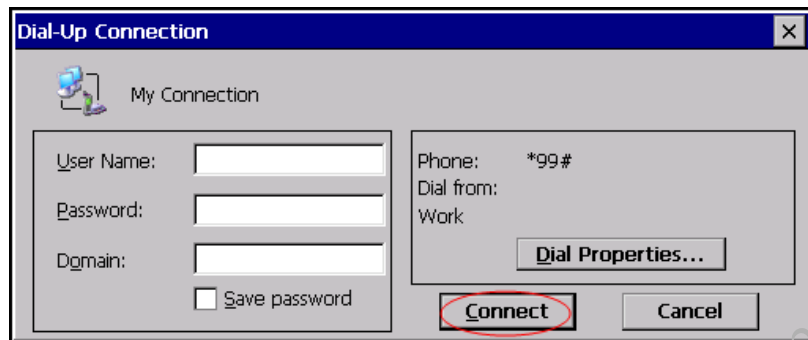 Dial-Up Connection
My Connection
User Name:
Password:
Domain:
Save password
Phone: *99#
Dial from:
Work
Dial Properties...
Connect
Cancel